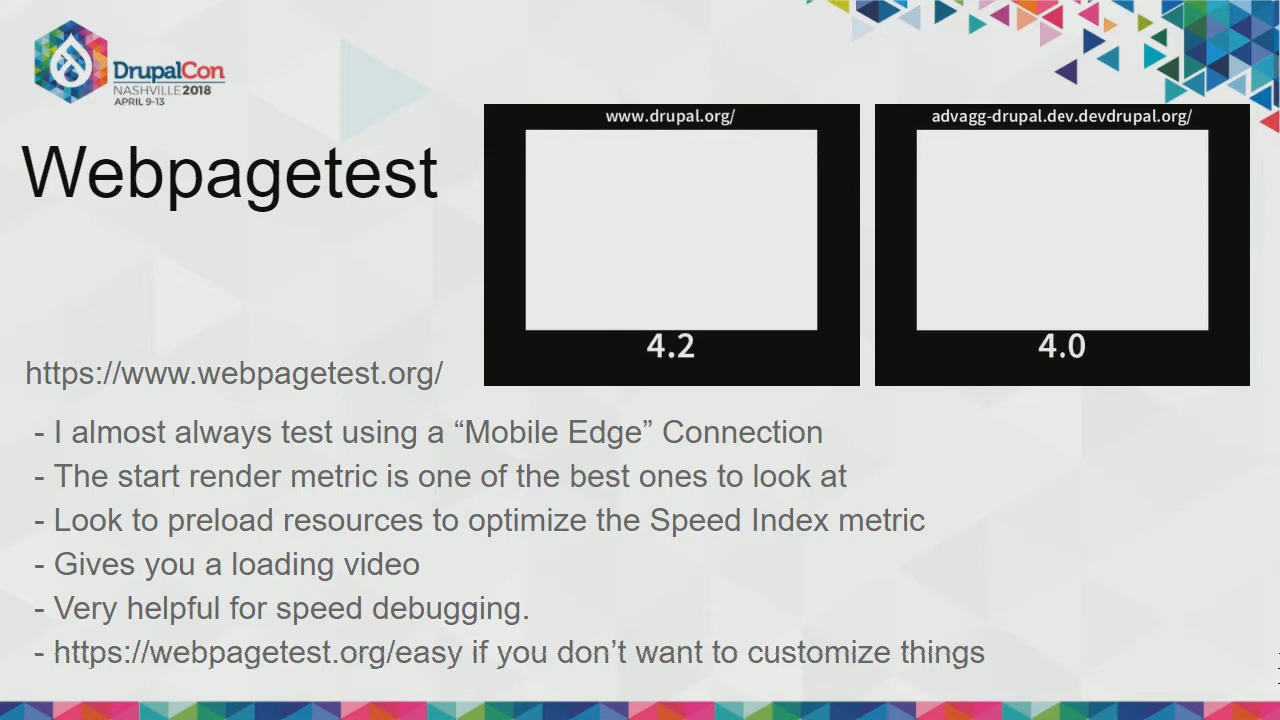 DrupalCon
NASHVILLE 2018
APRIL 9-13
Webpagetest
www.drupal.org/
4.2
advagg-drupal.dev.devdrupal.org/
4.0
https://www.webpagetest.org/
- I almost always test using a “Mobile Edge” Connection
- The start render metric is one of the best ones to look at
- Look to preload resources to optimize the Speed Index metric
- Gives you a loading video
- Very helpful for speed debugging.
- https://webpagetest.org/easy if you don’t want to customize things